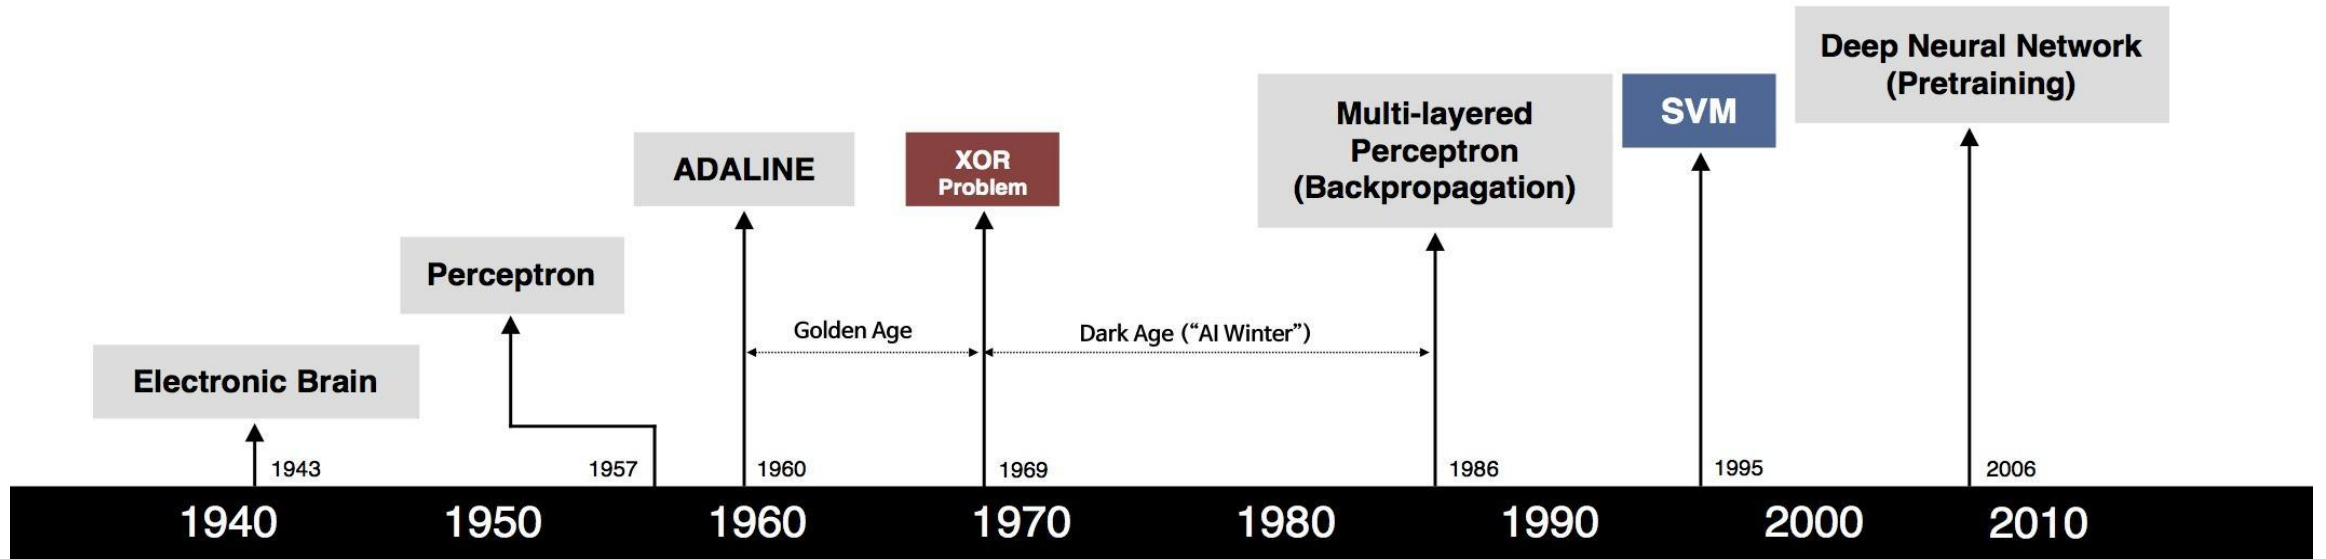 Deep Neural Network
(Pretraining)
Multi-layered
Perceptron
(Backpropagation)
SVM
ADALINE
XOR
Problem
Perceptron
Golden Age
Dark Age (“AI Winter”)
Electronic Brain
1943
1957
1960
1969
1986
1995
2006
1940
1950
1960
1970
1980
1990
2000
2010